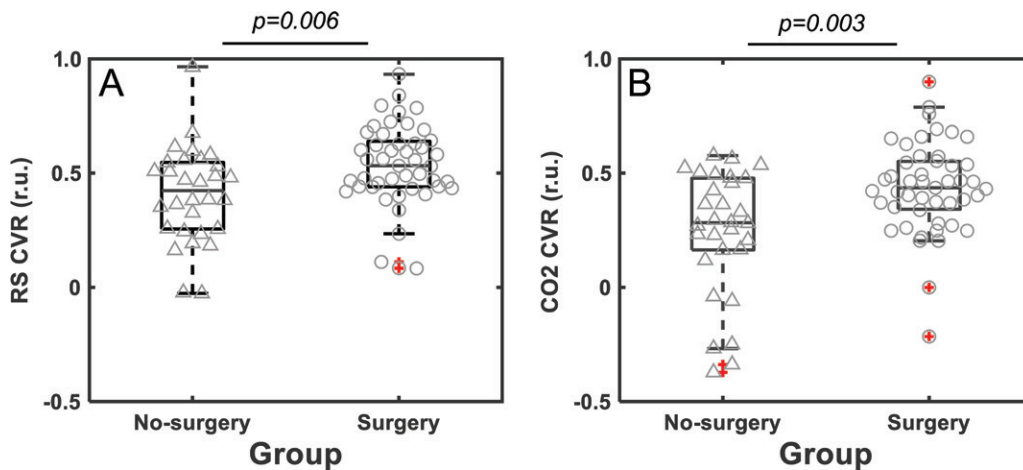 p=0.006
A
1.0
0.5
0
-0.5
RS CVR (r.u.)
No-surgery
Surgery
Group
p=0.003
B
1.0
0.5
0
-0.5
CO2 CVR (r.u.)
No-surgery
Surgery
Group